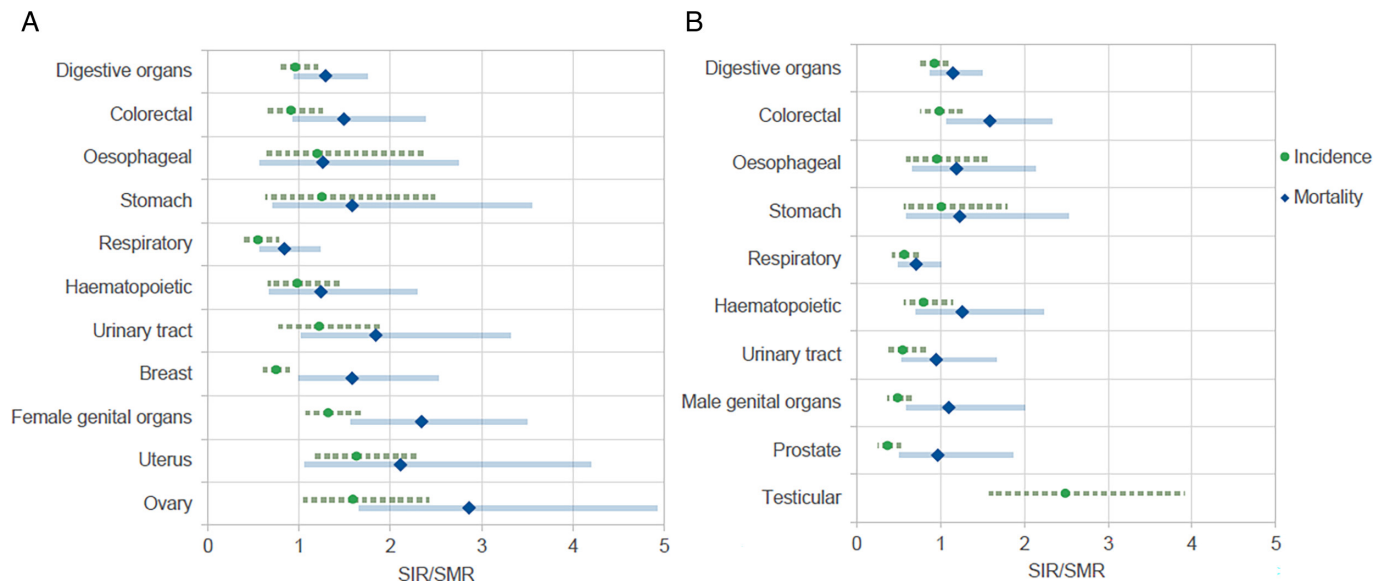 A
Digestive organs
Colorectal
Oesophageal
Stomach
Respiratory
Haematopoietic
Urinary tract
Breast
Female genital organs
Uterus
Ovary
0 1 2 3 4 5
SIR/SMR
B
Digestive organs
Colorectal
Oesophageal
Stomach
Respiratory
Haematopoietic
Urinary tract
Male genital organs
Prostate
Testicular
0 1 2 3 4 5
SIR/SMR
Incidence
Mortality